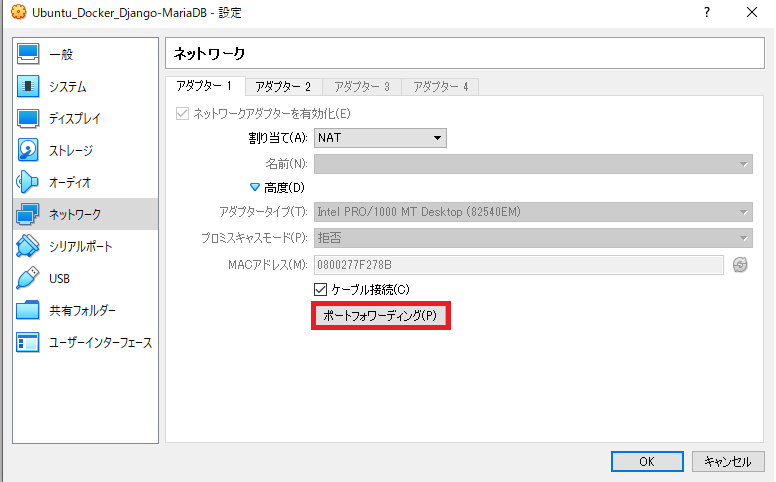 Ubuntu_Docker_Django-MariaDB - 設定
?
一般
システム
ディスプレイ
ストレージ
オーディオ
ネットワーク
シリアルポート
USB
共有フォルダー
ユーザーインターフェース
ネットワーク
アダプター 1 アダプター 2 アダプター 3 アダプター 4
ネットワークアダプターを有効化(E)
割り当て(A): NAT
名前(N):
高度(D)
アダプタータイプ(T): Intel PRO/1000 MT Desktop (82540EM)
プロミスキャスモード(P): 拒否
MACアドレス(M): 0800277F278B
ケーブル接続(C)
ポートフォワーディング(P)
OK キャンセル